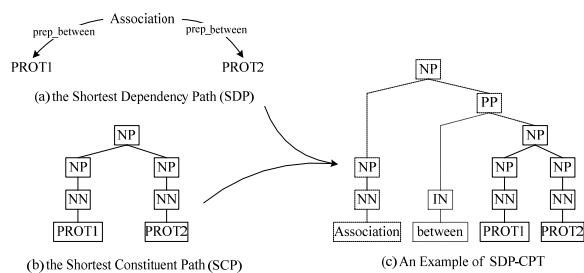 Association
prep_between prep_between
PROT1 PROT2
(a) the Shortest Dependency Path (SDP)
NP
NP NP
NN NN
PROT1 PROT2
(b) the Shortest Constituent Path (SCP)
NP
PP
NP
NP NP NP
NN IN NN NN
Association between PROT1 PROT2
(c) An Example of SDP-CPT